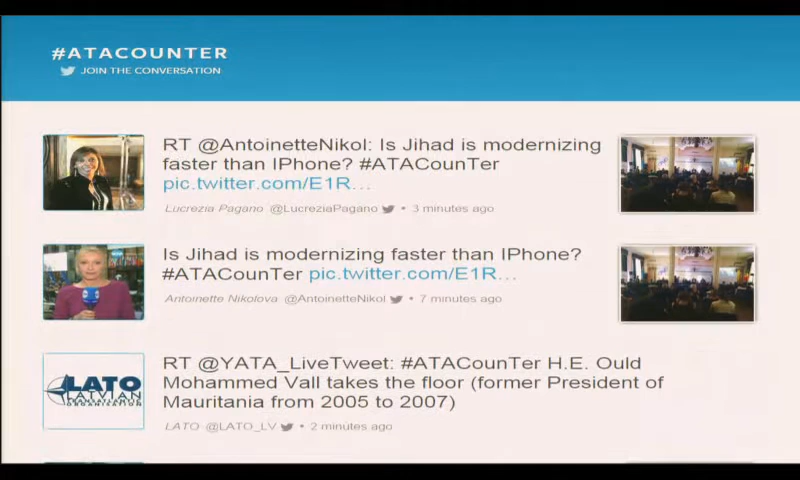 #ATACOUNTER
JOIN THE CONVERSATION
RT @AntoinetteNikol: Is Jihad is modernizing
faster than IPhone? #ATACounTer
pic.twitter.com/E1R...
Lucrezia Pagano @LucreziaPagano • 3 minutes ago
Is Jihad is modernizing faster than IPhone?
#ATACounTer pic.twitter.com/E1R...
Antoinette Nikolova @AntoinetteNikol • 7 minutes ago
LATO
LATVIAN
TRANSATLANTIC
ORGANISATION
RT @YATA_LiveTweet: #ATACounTer H.E. Ould
Mohammed Vall takes the floor (former President of
Mauritania from 2005 to 2007)
LATO @LATO_LV • 2 minutes ago